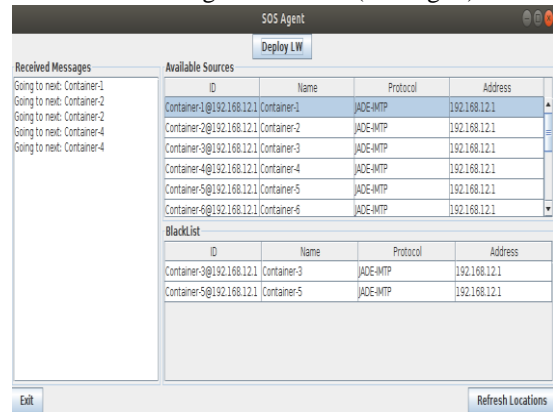 SOS Agent
Deploy LW
Received Messages
Going to next: Container-1
Going to next: Container-2
Going to next: Container-2
Going to next: Container-4
Going to next: Container-4
Available Sources
ID Name Protocol Address
Container-1@192.168.12.1 Container-1 JADE-IMTP 192.168.12.1
Container-2@192.168.12.1 Container-2 JADE-IMTP 192.168.12.1
Container-3@192.168.12.1 Container-3 JADE-IMTP 192.168.12.1
Container-4@192.168.12.1 Container-4 JADE-IMTP 192.168.12.1
Container-5@192.168.12.1 Container-5 JADE-IMTP 192.168.12.1
Container-6@192.168.12.1 Container-6 JADE-IMTP 192.168.12.1
BlackList
ID Name Protocol Address
Container-3@192.168.12.1 Container-3 JADE-IMTP 192.168.12.1
Container-5@192.168.12.1 Container-5 JADE-IMTP 192.168.12.1
Exit
Refresh Locations